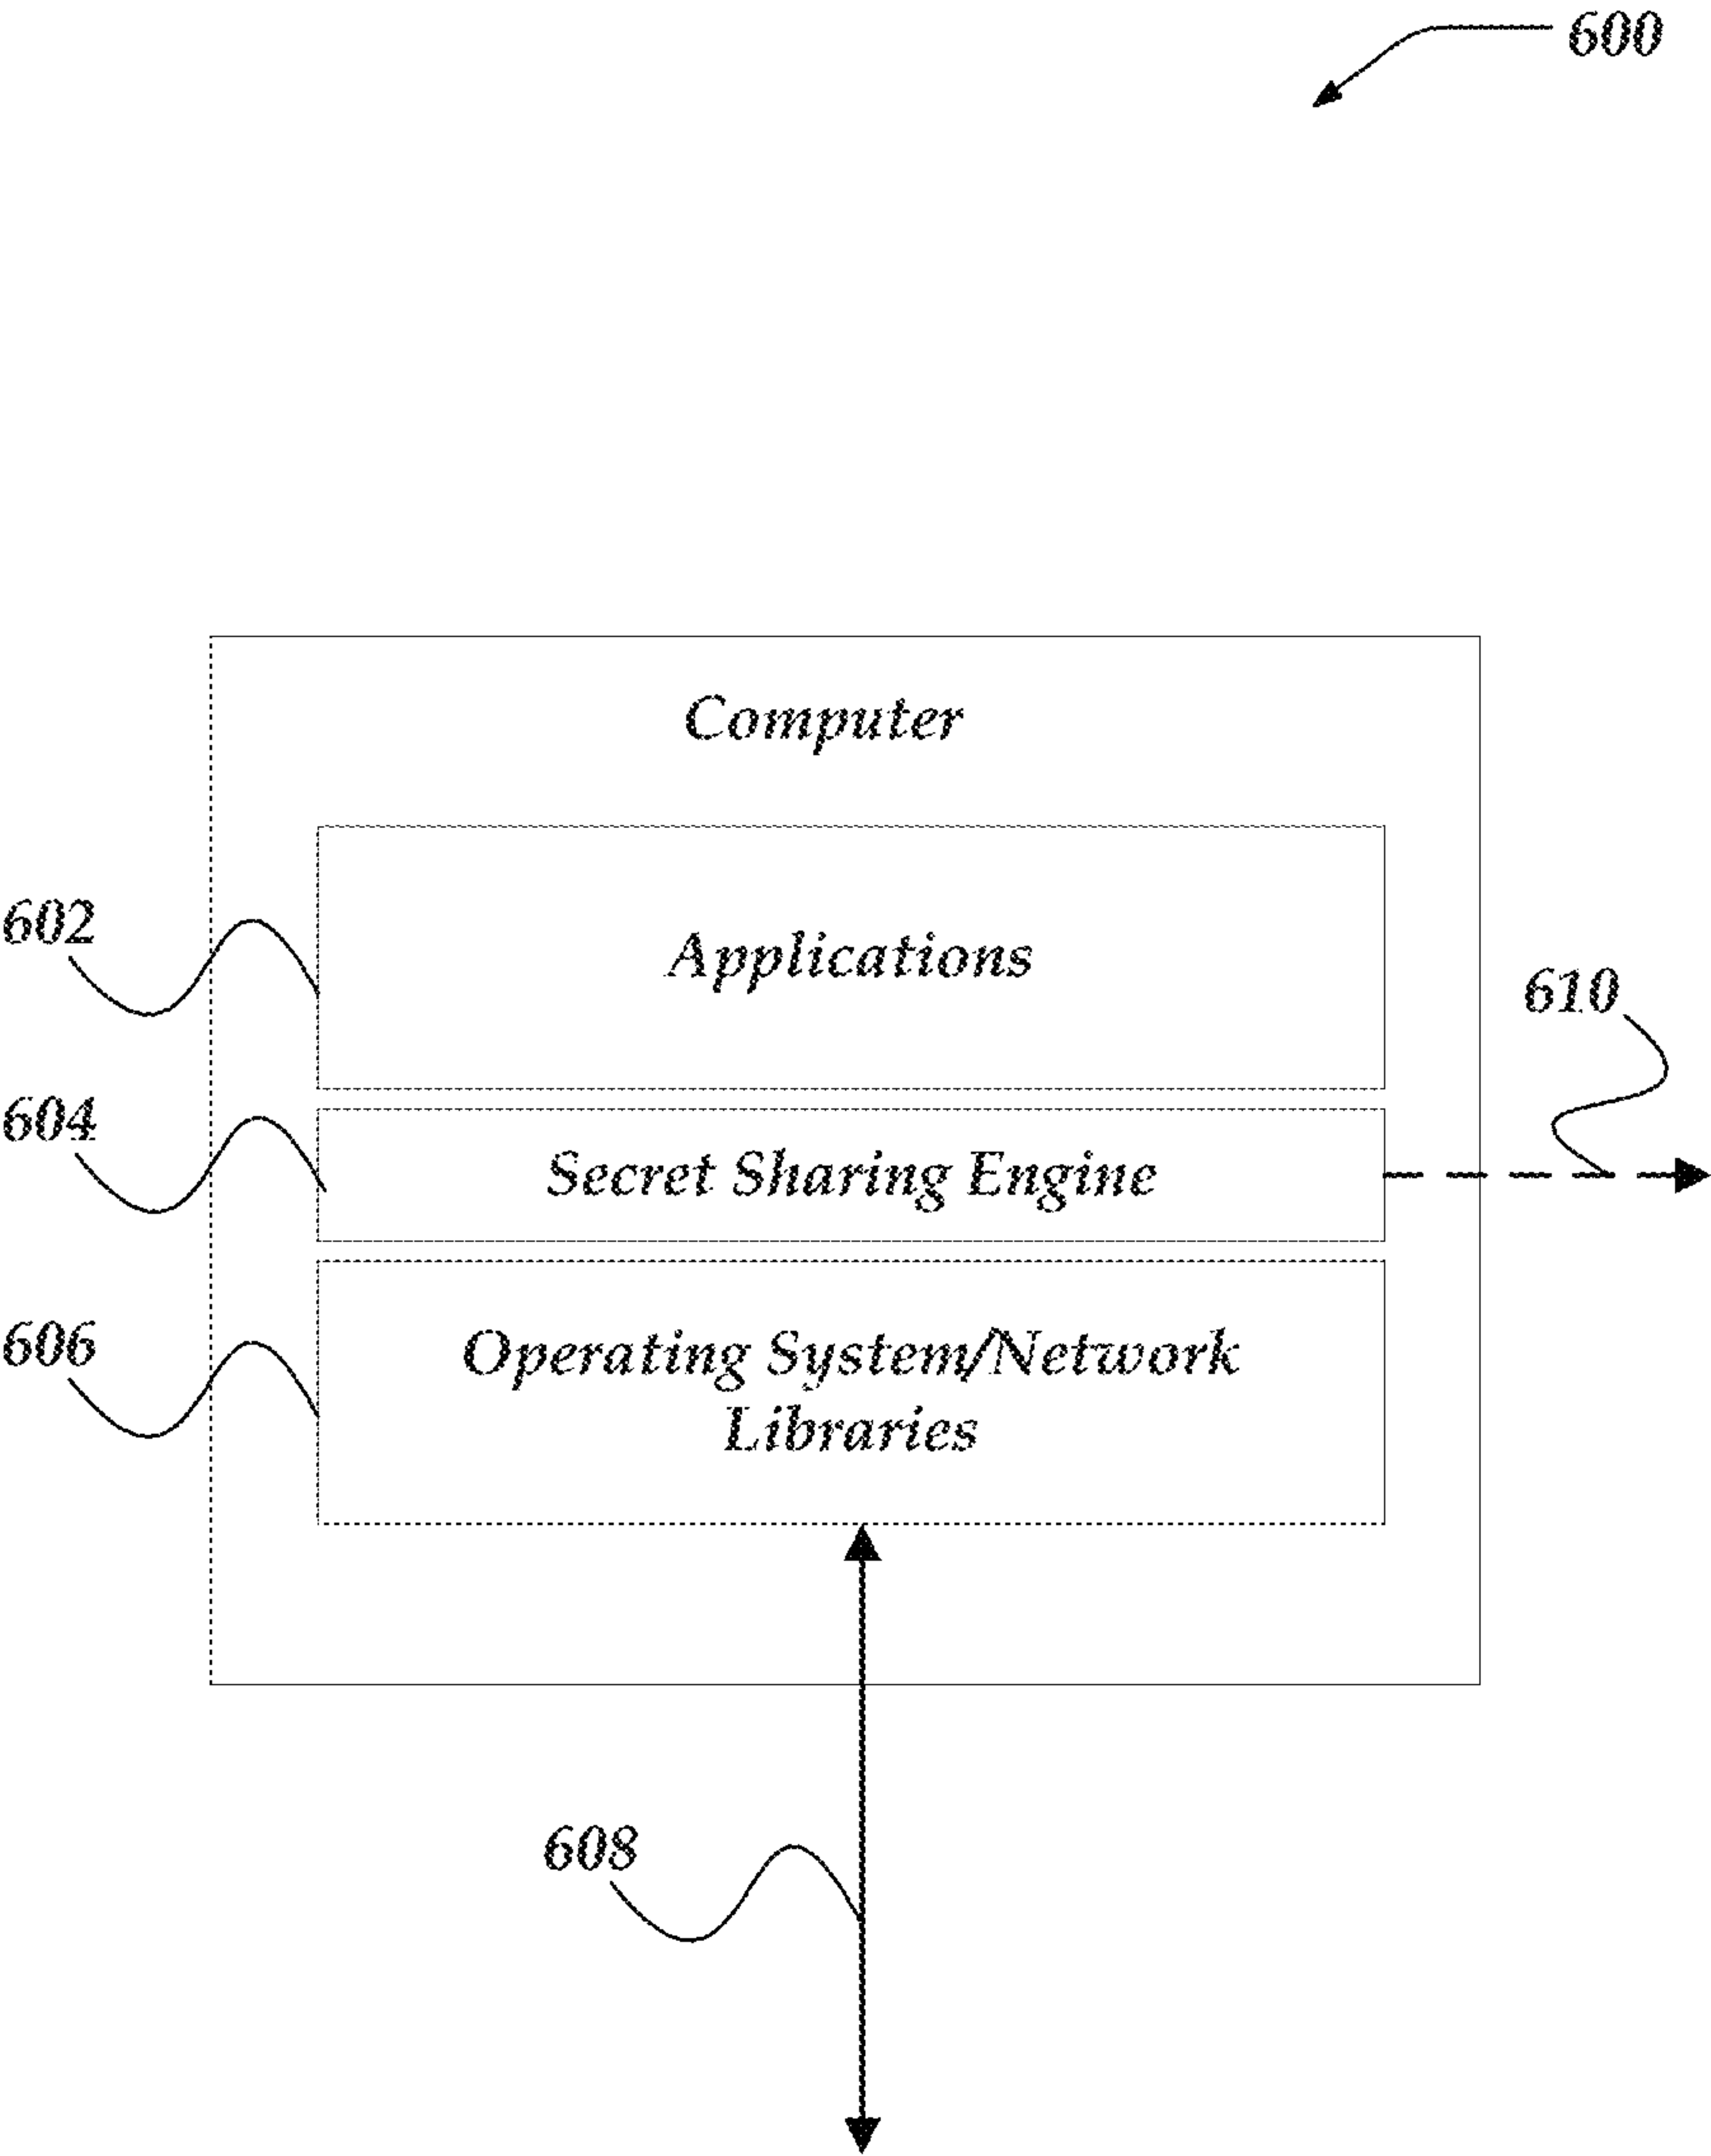 600
Computer
602
Applications
610
604
Secret Sharing Engine
606
Operating System/Network
Libraries
608